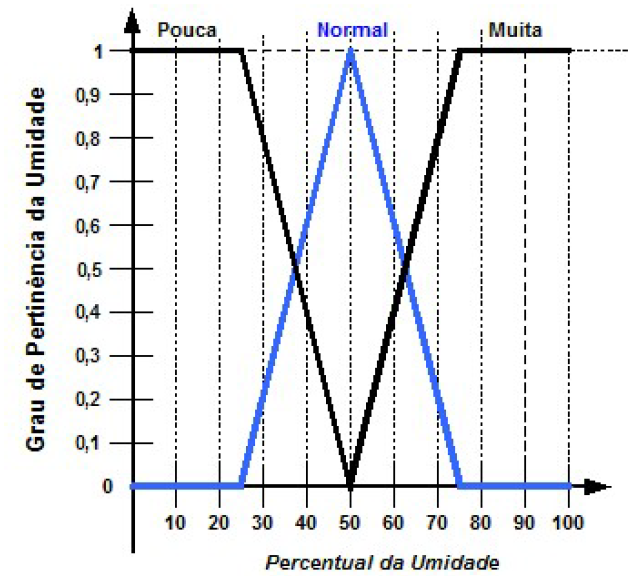 Pouca Normal Muita
Grau de Pertinência da Umidade
1
0,9
0,8
0,7
0,6
0,5
0,4
0,3
0,2
0,1
0
10 20 30 40 50 60 70 80 90 100
Percentual da Umidade